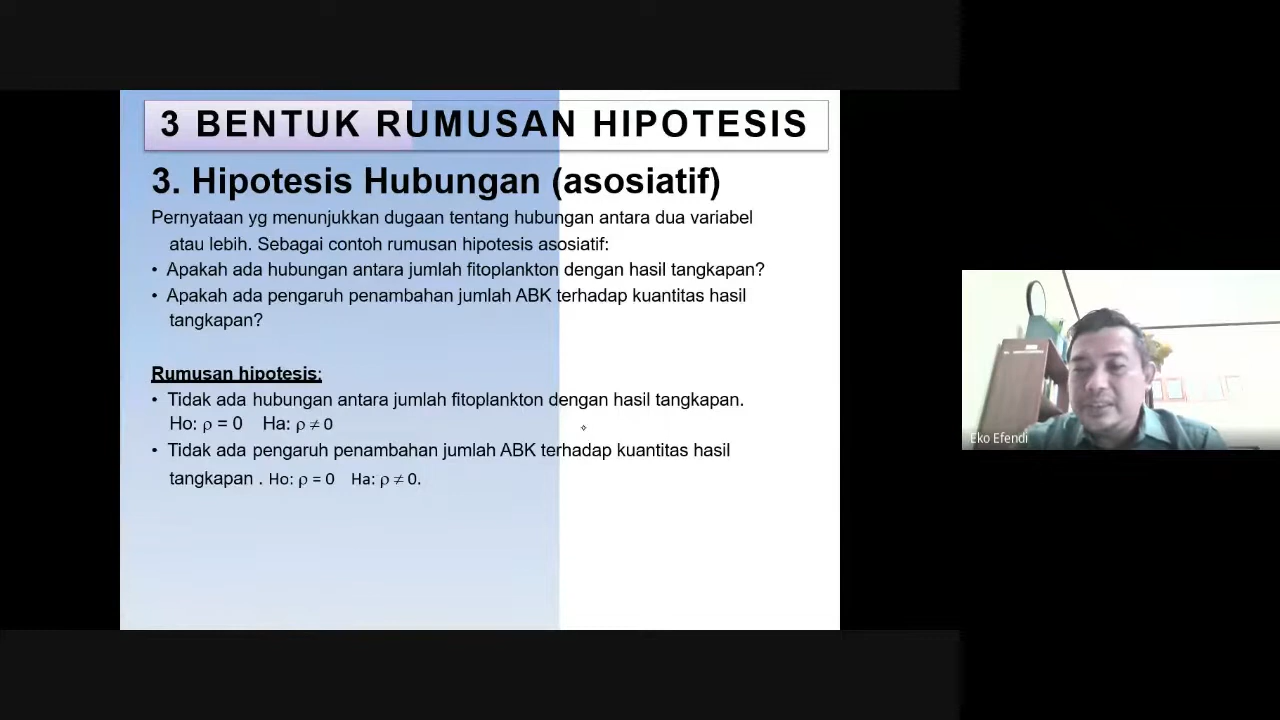 3 BENTUK RUMUSAN HIPOTESIS
3. Hipotesis Hubungan (asosiatif)
Pernyataan yg menunjukkan dugaan tentang hubungan antara dua variabel
atau lebih. Sebagai contoh rumusan hipotesis asosiatif:
• Apakah ada hubungan antara jumlah fitoplankton dengan hasil tangkapan?
• Apakah ada pengaruh penambahan jumlah ABK terhadap kuantitas hasil
tangkapan?
Rumusan hipotesis:
• Tidak ada hubungan antara jumlah fitoplankton dengan hasil tangkapan.
Ho: ρ = 0 Ha: ρ ≠ 0
• Tidak ada pengaruh penambahan jumlah ABK terhadap kuantitas hasil
tangkapan . Ho: ρ = 0 Ha: ρ ≠ 0.
Eko Efendi